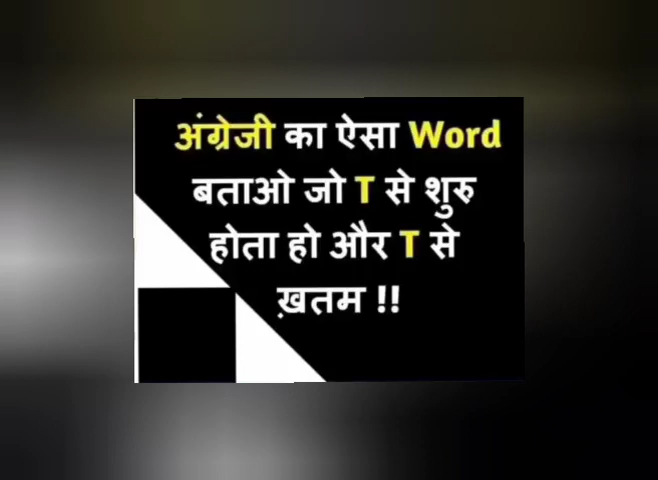 अंग्रेजी का ऐसा Word
बताओ जो T से शुरु
होता हो और T से
ख़तम !!